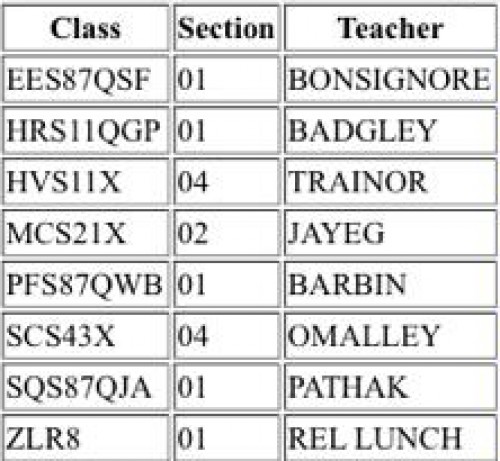 Class Section Teacher
EES87QSF 01 BONSIGNORE
HRS11QGP 01 BADGLEY
HVS11X 04 TRAINOR
MCS21X 02 JAYEG
PFS87QWB 01 BARBIN
SCS43X 04 OMALLEY
SQS87QJA 01 PATHAK
ZLR8 01 REL LUNCH